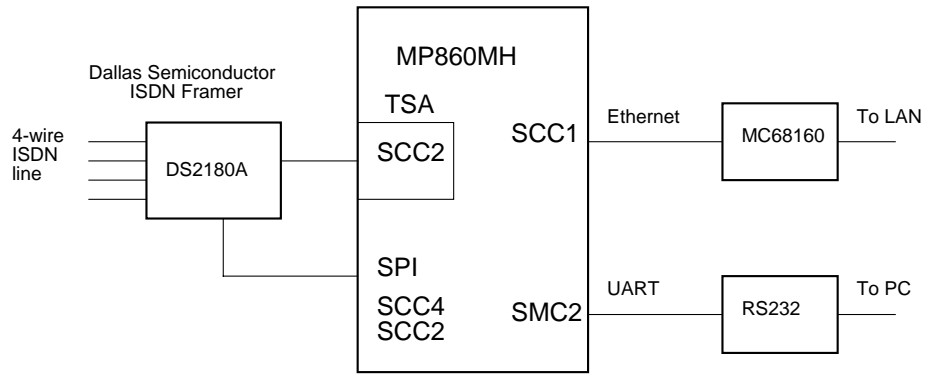 Dallas Semiconductor
ISDN Framer
4-wire
ISDN
line
DS2180A
MP860MH
TSA
SCC2
SPI
SCC4
SCC2
SCC1
SMC2
Ethernet
MC68160
To LAN
UART
RS232
To PC